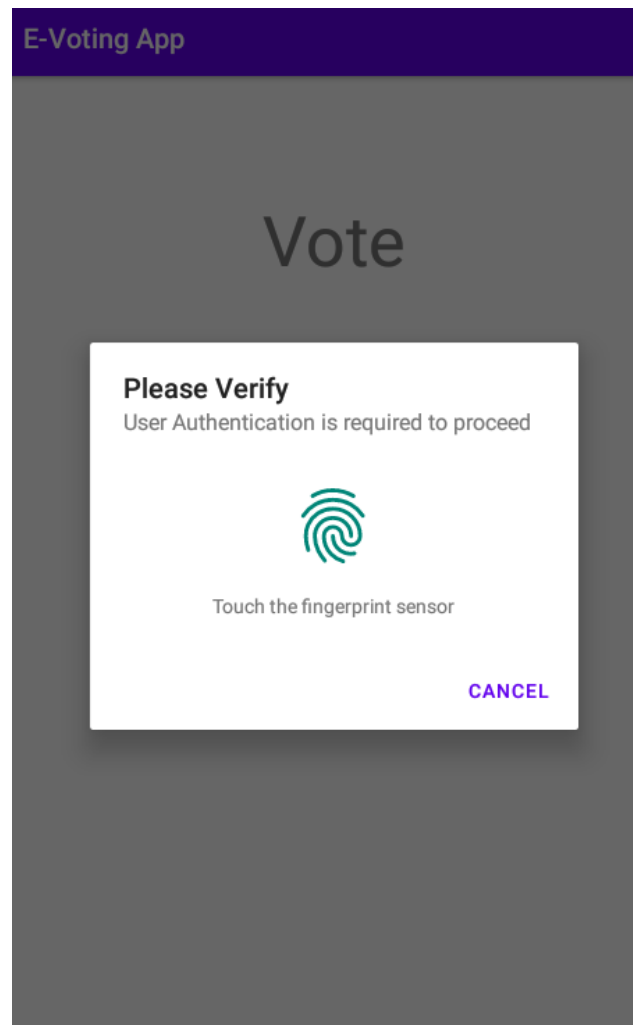 E-Voting App
Vote
Please Verify
User Authentication is required to proceed
Touch the fingerprint sensor
CANCEL